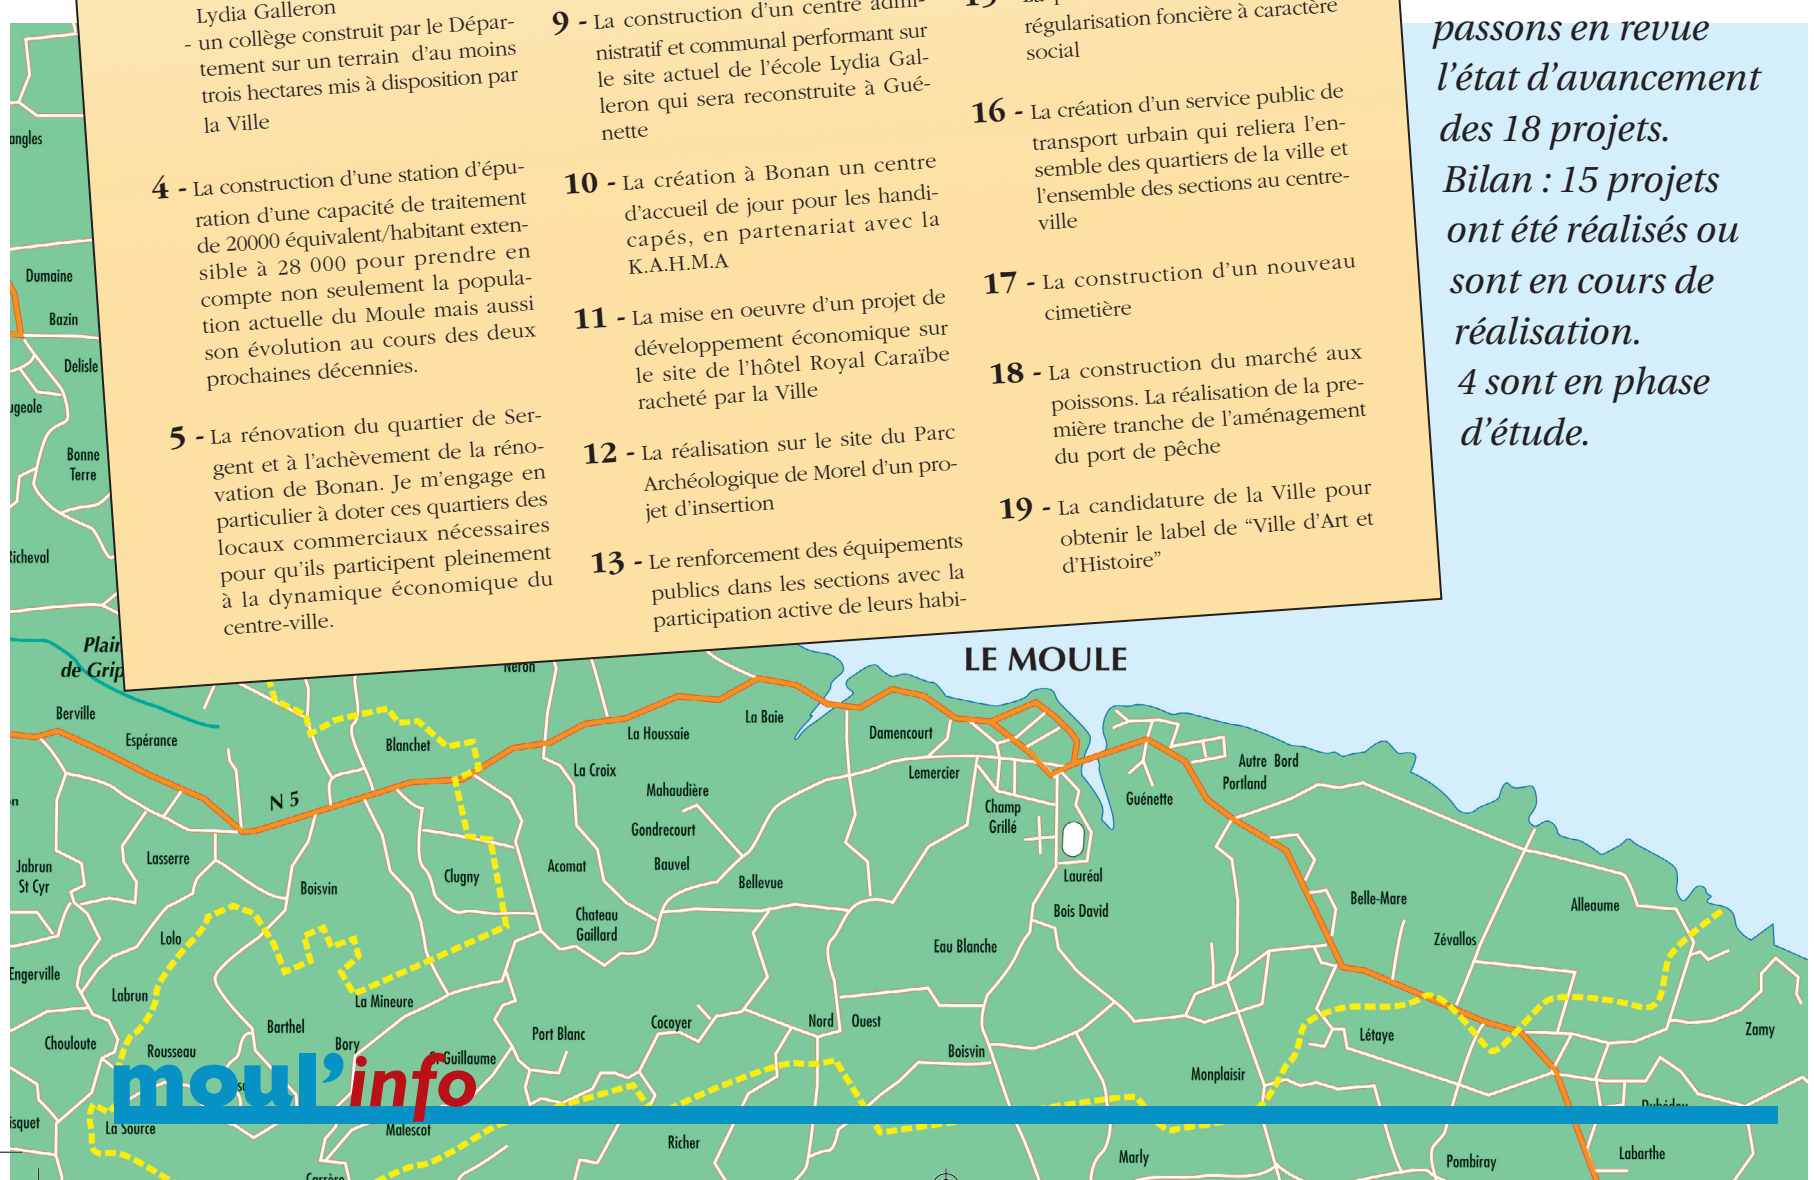 Lydia Galleron
- un collège construit par le Dépar-
tement sur un terrain d'au moins
trois hectares mis à disposition par
la Ville
4 - La construction d'une station d'épu-
ration d'une capacité de traitement
de 20000 équivalent/habitant exten-
sible à 28 000 pour prendre en
compte non seulement la popula-
tion actuelle du Moule mais aussi
son évolution au cours des deux
prochaines décennies.
5 - La rénovation du quartier de Ser-
gent et à l'achèvement de la réno-
vation de Bonan. Je m'engage en
particulier à doter ces quartiers des
locaux commerciaux nécessaires
pour qu'ils participent pleinement
à la dynamique économique du
centre-ville.
9 - La construction d'un centre admi-
nistratif et communal performant sur
le site actuel de l'école Lydia Gal-
leron qui sera reconstruite à Gué-
nette
10 - La création à Bonan un centre
d'accueil de jour pour les handi-
capés, en partenariat avec la
K.A.H.M.A
11 - La mise en oeuvre d'un projet de
développement économique sur
le site de l'hôtel Royal Caraïbe
racheté par la Ville
12 - La réalisation sur le site du Parc
Archéologique de Morel d'un pro-
jet d'insertion
13 - Le renforcement des équipements
publics dans les sections avec la
participation active de leurs habi-
régularisation foncière à caractère
social
16 - La création d'un service public de
transport urbain qui reliera l'en-
semble des quartiers de la ville et
l'ensemble des sections au centre-
ville
17 - La construction d'un nouveau
cimetière
18 - La construction du marché aux
poissons. La réalisation de la pre-
mière tranche de l'aménagement
du port de pêche
19 - La candidature de la Ville pour
obtenir le label de "Ville d'Art et
d'Histoire"
passons en revue
l'état d'avancement
des 18 projets.
Bilan : 15 projets
ont été réalisés ou
sont en cours de
réalisation.
4 sont en phase
d'étude.
angles
Dumaine
Bazin
Delisle
ugeole
Bonne
Terre
Richeval
Plain
de Grip
Berville
Espérance
Blanchet
Néron
N 5
La Houssaie
La Baie
LE MOULE
Damencourt
La Croix
Mahaudière
Lemercier
Autre Bord
Portland
Guénette
Champ
Grillé
Gondrecourt
Jabrun
St Cyr
Lasserre
Boisvin
Clugny
Acomat
Bauvel
Bellevue
Lauréal
Bois David
Belle-Mare
Alleaume
Chateau
Gaillard
Lolo
Eau Blanche
Zévallos
Engerville
Labrun
La Mineure
Barthel
Bory
Port Blanc
Cocoyer
Nord Ouest
Létaye
Zamy
Chouloute
Rousseau
Guillaume
Boisvin
Monplaisir
moul'info
Dubédou
isquet
La Source
Malescot
Richer
Marly
Pombiray
Labarthe
Carrère